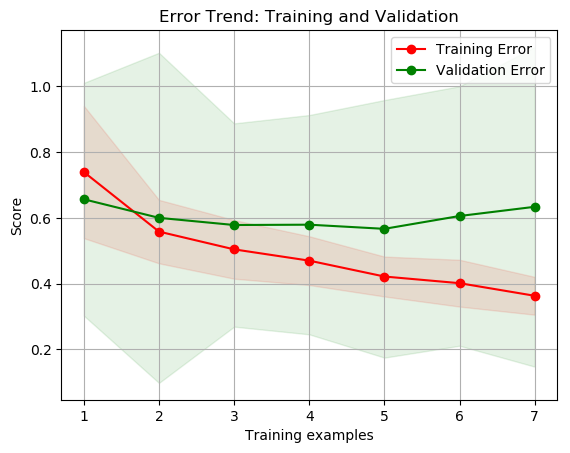 Error Trend: Training and Validation
Training Error
Validation Error
Score
1.0
0.8
0.6
0.4
0.2
1 2 3 4 5 6 7
Training examples